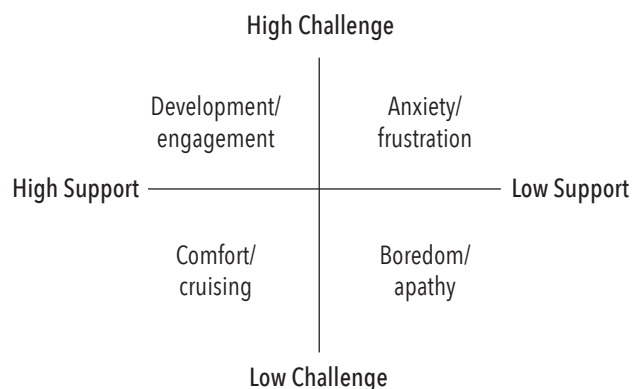 High Challenge
Development/
engagement
Anxiety/
frustration
High Support
Low Support
Comfort/
cruising
Boredom/
apathy
Low Challenge